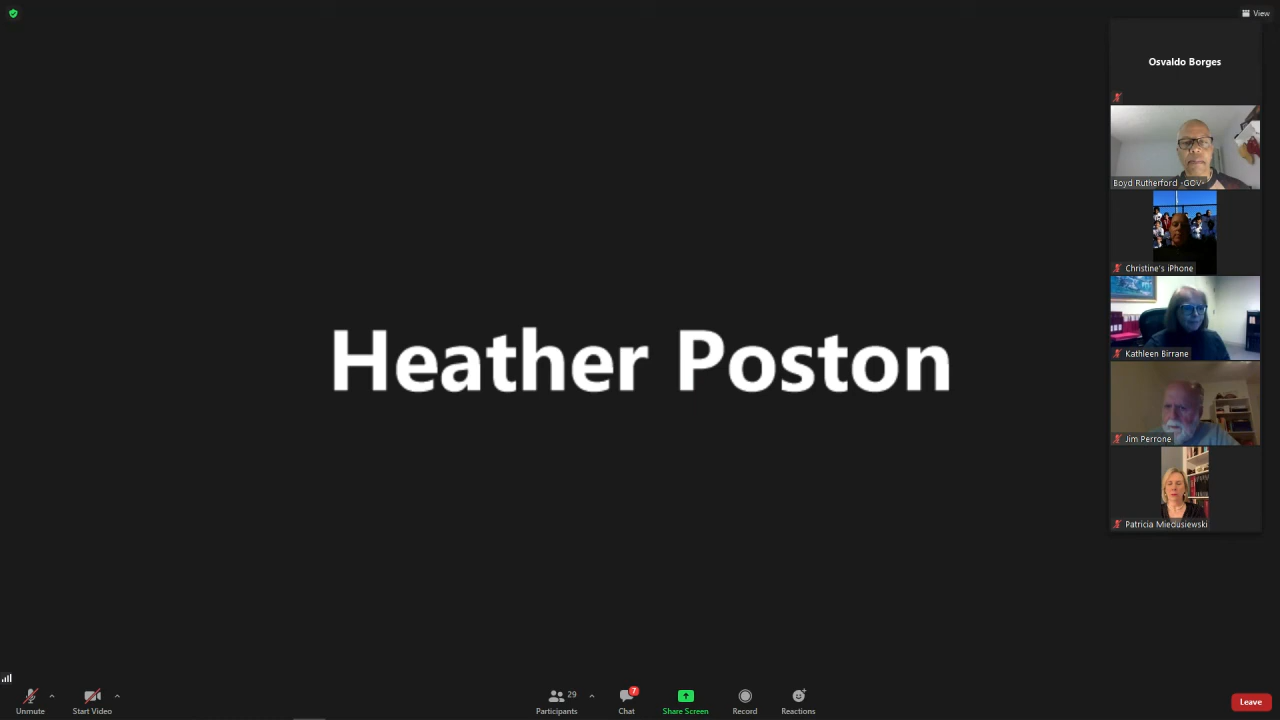 View
Osvaldo Borges
Boyd Rutherford -GOV-
Christine's iPhone
Kathleen Birrane
Heather Poston
Jim Perrone
Patricia Miedusiewski
Unmute
Start Video
29
Participants
7
Chat
Share Screen
Record
Reactions
Leave